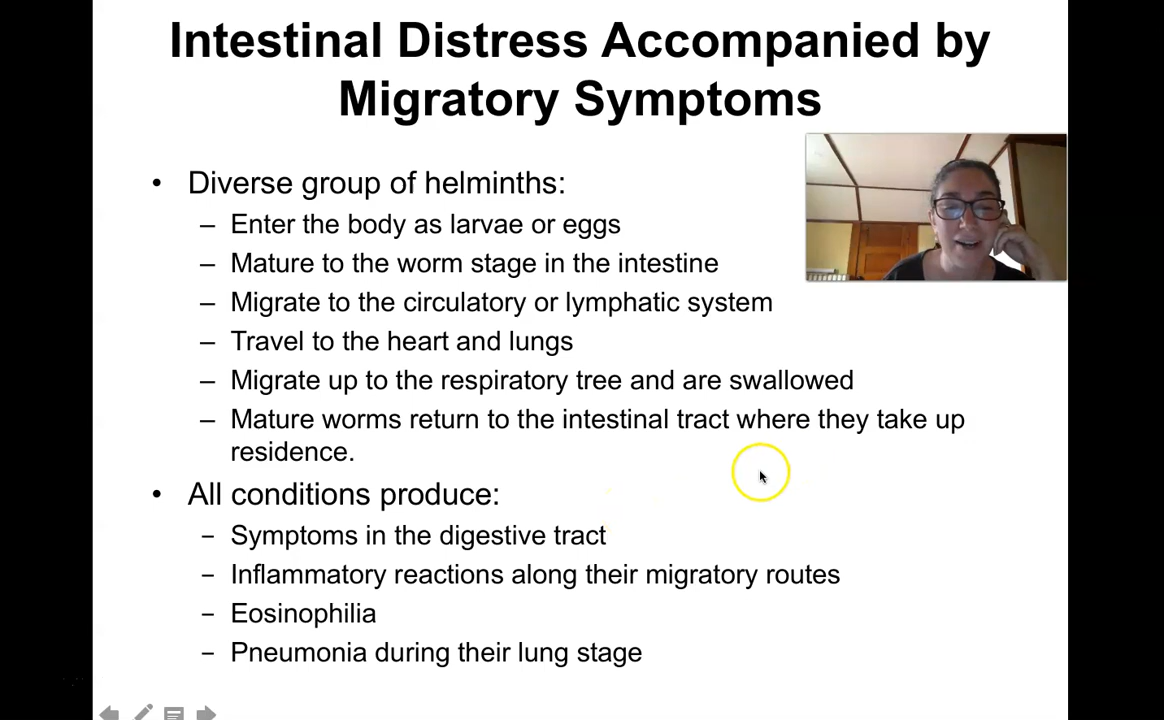 Intestinal Distress Accompanied by
Migratory Symptoms
• Diverse group of helminths:
– Enter the body as larvae or eggs
– Mature to the worm stage in the intestine
– Migrate to the circulatory or lymphatic system
– Travel to the heart and lungs
– Migrate up to the respiratory tree and are swallowed
– Mature worms return to the intestinal tract where they take up
residence.
• All conditions produce:
− Symptoms in the digestive tract
− Inflammatory reactions along their migratory routes
− Eosinophilia
− Pneumonia during their lung stage